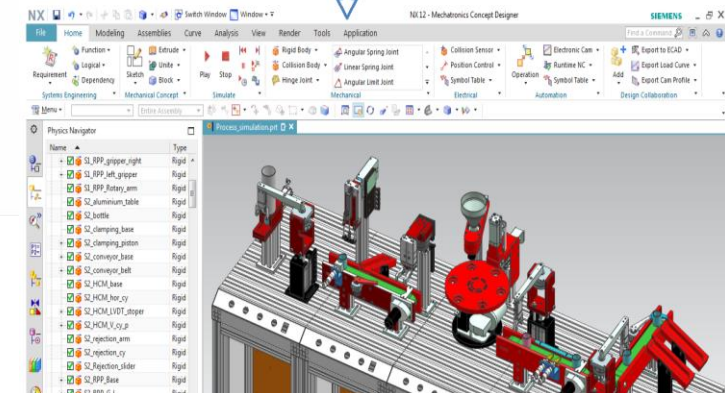 NX Switch Window Window NX 12 - Mechatronics Concept Designer SIEMENS
File Home Modeling Assemblies Curve Analysis View Render Tools Application Find a Command
Function Extrude Rigid Body Angular Spring Joint Collision Sensor Electronic Cam Export to ECAD
Logical Unite Collision Body Linear Spring Joint Position Control Runtime NC Export Load Curve
Requirement Dependency Sketch Block Play Stop Hinge Joint Angular Limit Joint Symbol Table Operation Symbol Table Add Export Cam Profile
Systems Engineering Mechanical Concept Simulate Mechanical Electrical Automation Design Collaboration
Menu Entire Assembly
Physics Navigator Process_simulation.prt
Name Type
S1_RPP_gripper_right Rigid
S1_RPP_left_gripper Rigid
S1_RPP_Rotary_arm Rigid
S2_aluminium_table Rigid
S2_bottle Rigid
S2_clamping_base Rigid
S2_clamping_piston Rigid
S2_conveyor_base Rigid
S2_conveyor_belt Rigid
S2_HCM_base Rigid
S2_HCM_hor_cy Rigid
S2_HCM_LVDT_stoper Rigid
S2_HCM_V_cy_p Rigid
S2_rejection_arm Rigid
S2_rejection_cy Rigid
S2_Rejection_slider Rigid
S2_RPP_Base Rigid